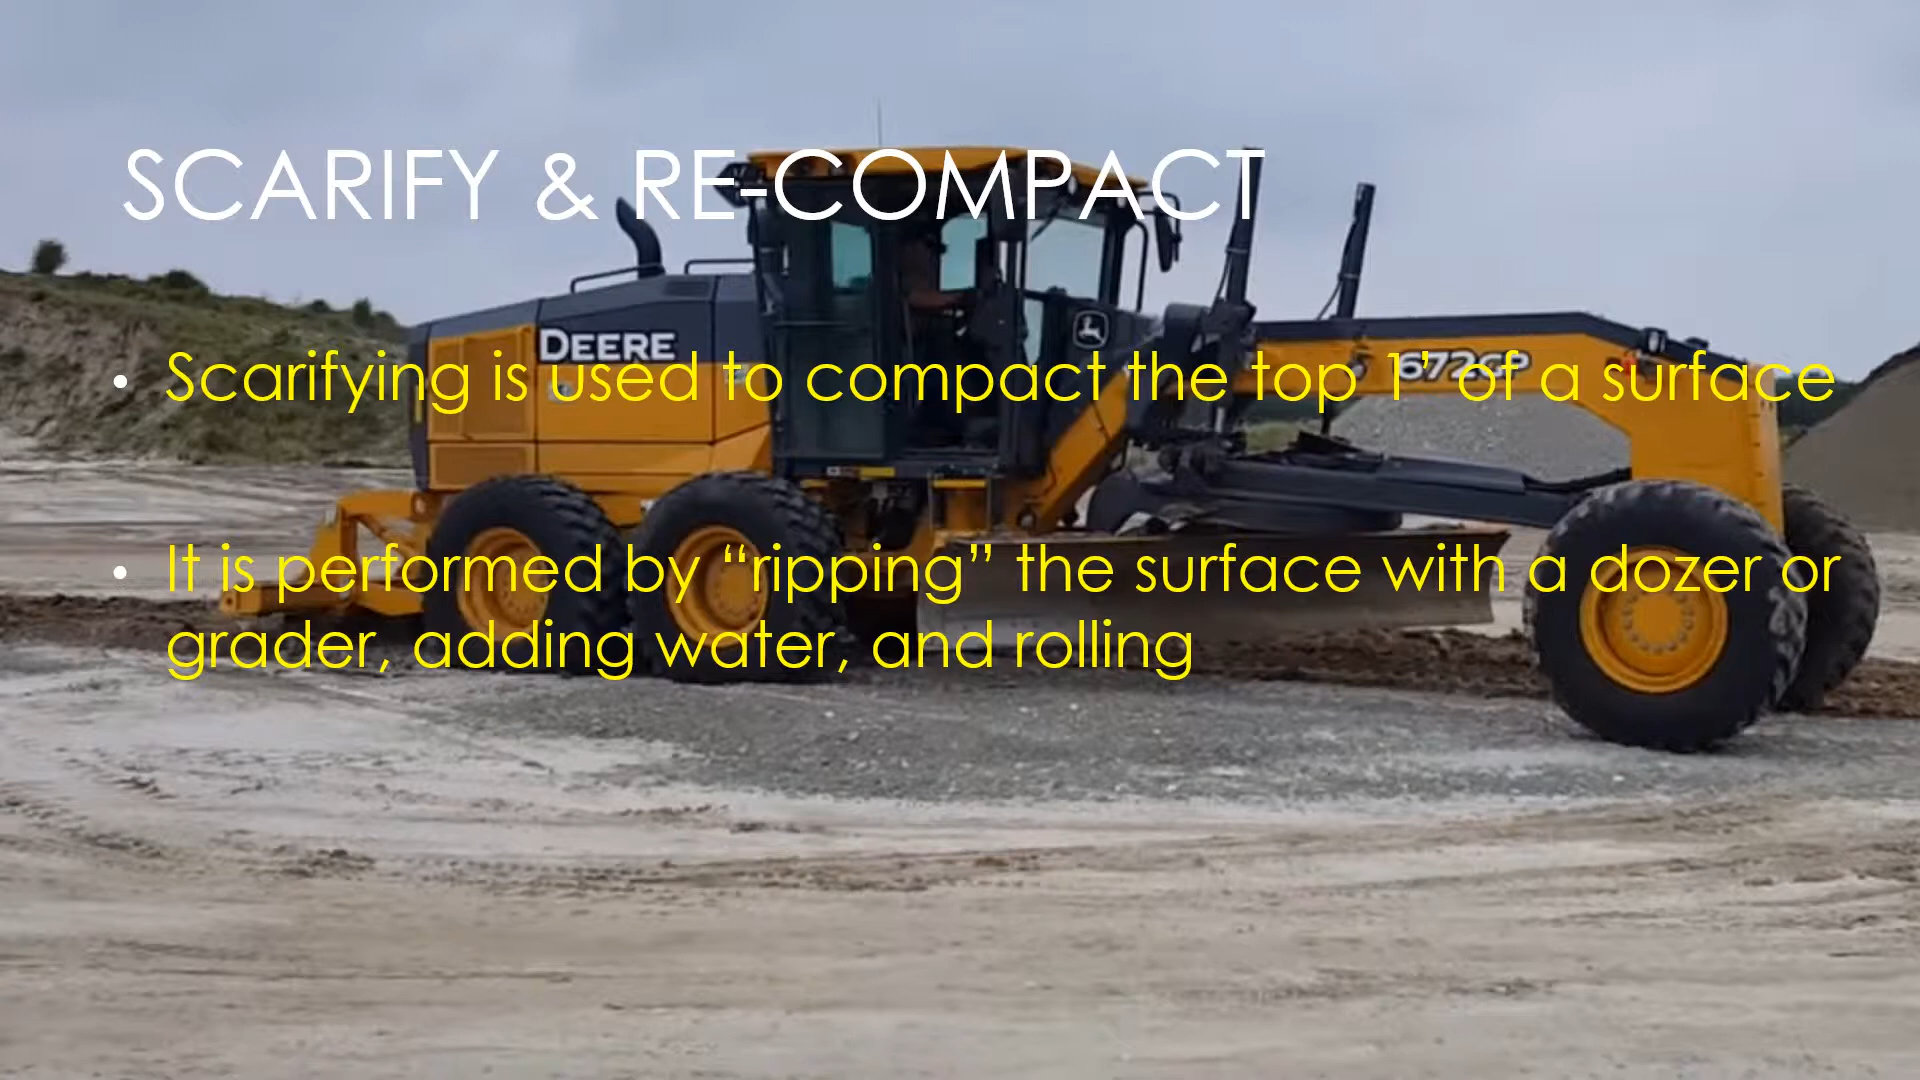 SCARIFY & RE-COMPACT
DEERE
672GP
• Scarifying is used to compact the top 1’ of a surface
• It is performed by “ripping” the surface with a dozer or
grader, adding water, and rolling